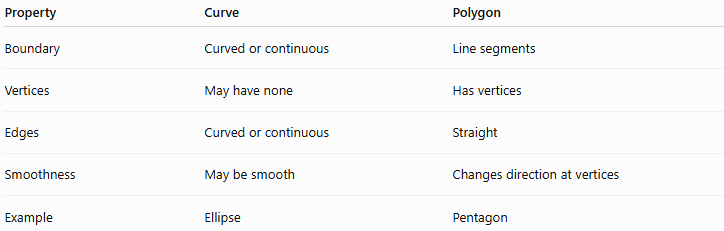 Property Curve Polygon
Boundary Curved or continuous Line segments
Vertices May have none Has vertices
Edges Curved or continuous Straight
Smoothness May be smooth Changes direction at vertices
Example Ellipse Pentagon